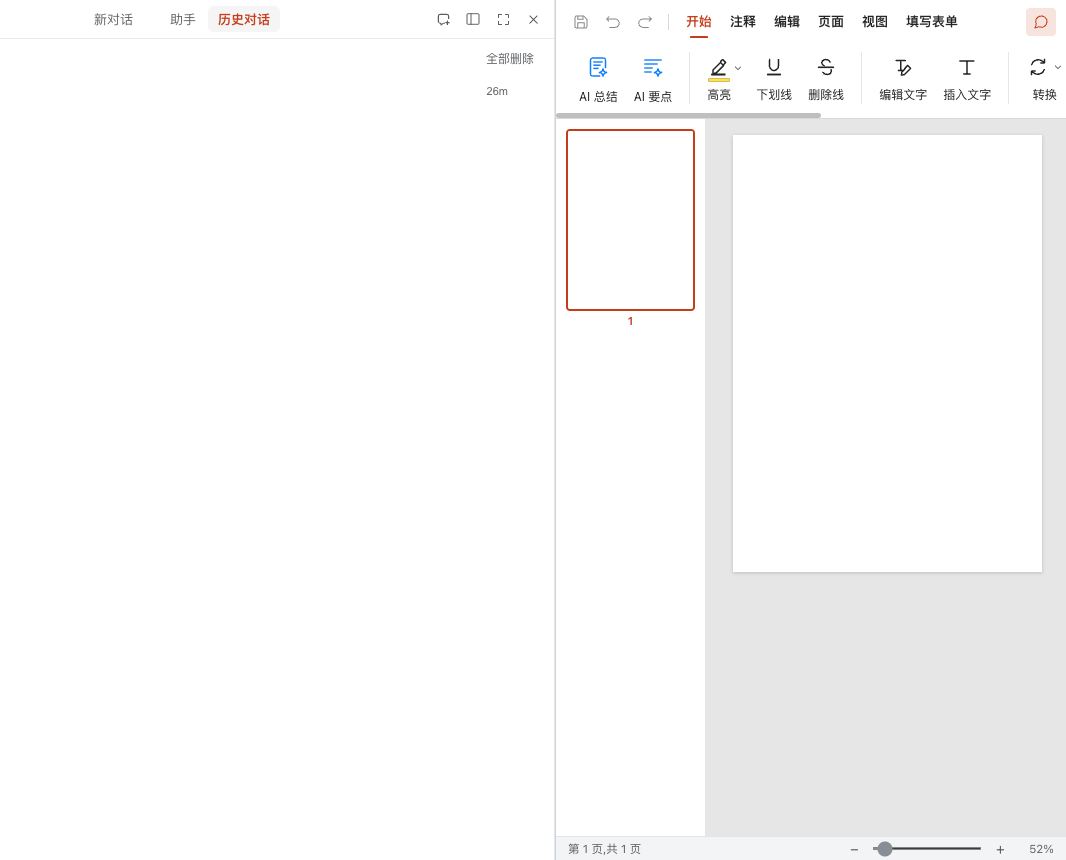 新对话 助手 历史对话
全部删除
26m
开始 注释 编辑 页面 视图 填写表单
AI 总结 AI 要点 高亮 下划线 删除线 编辑文字 插入文字 转换
1
第 1 页,共 1 页 52%